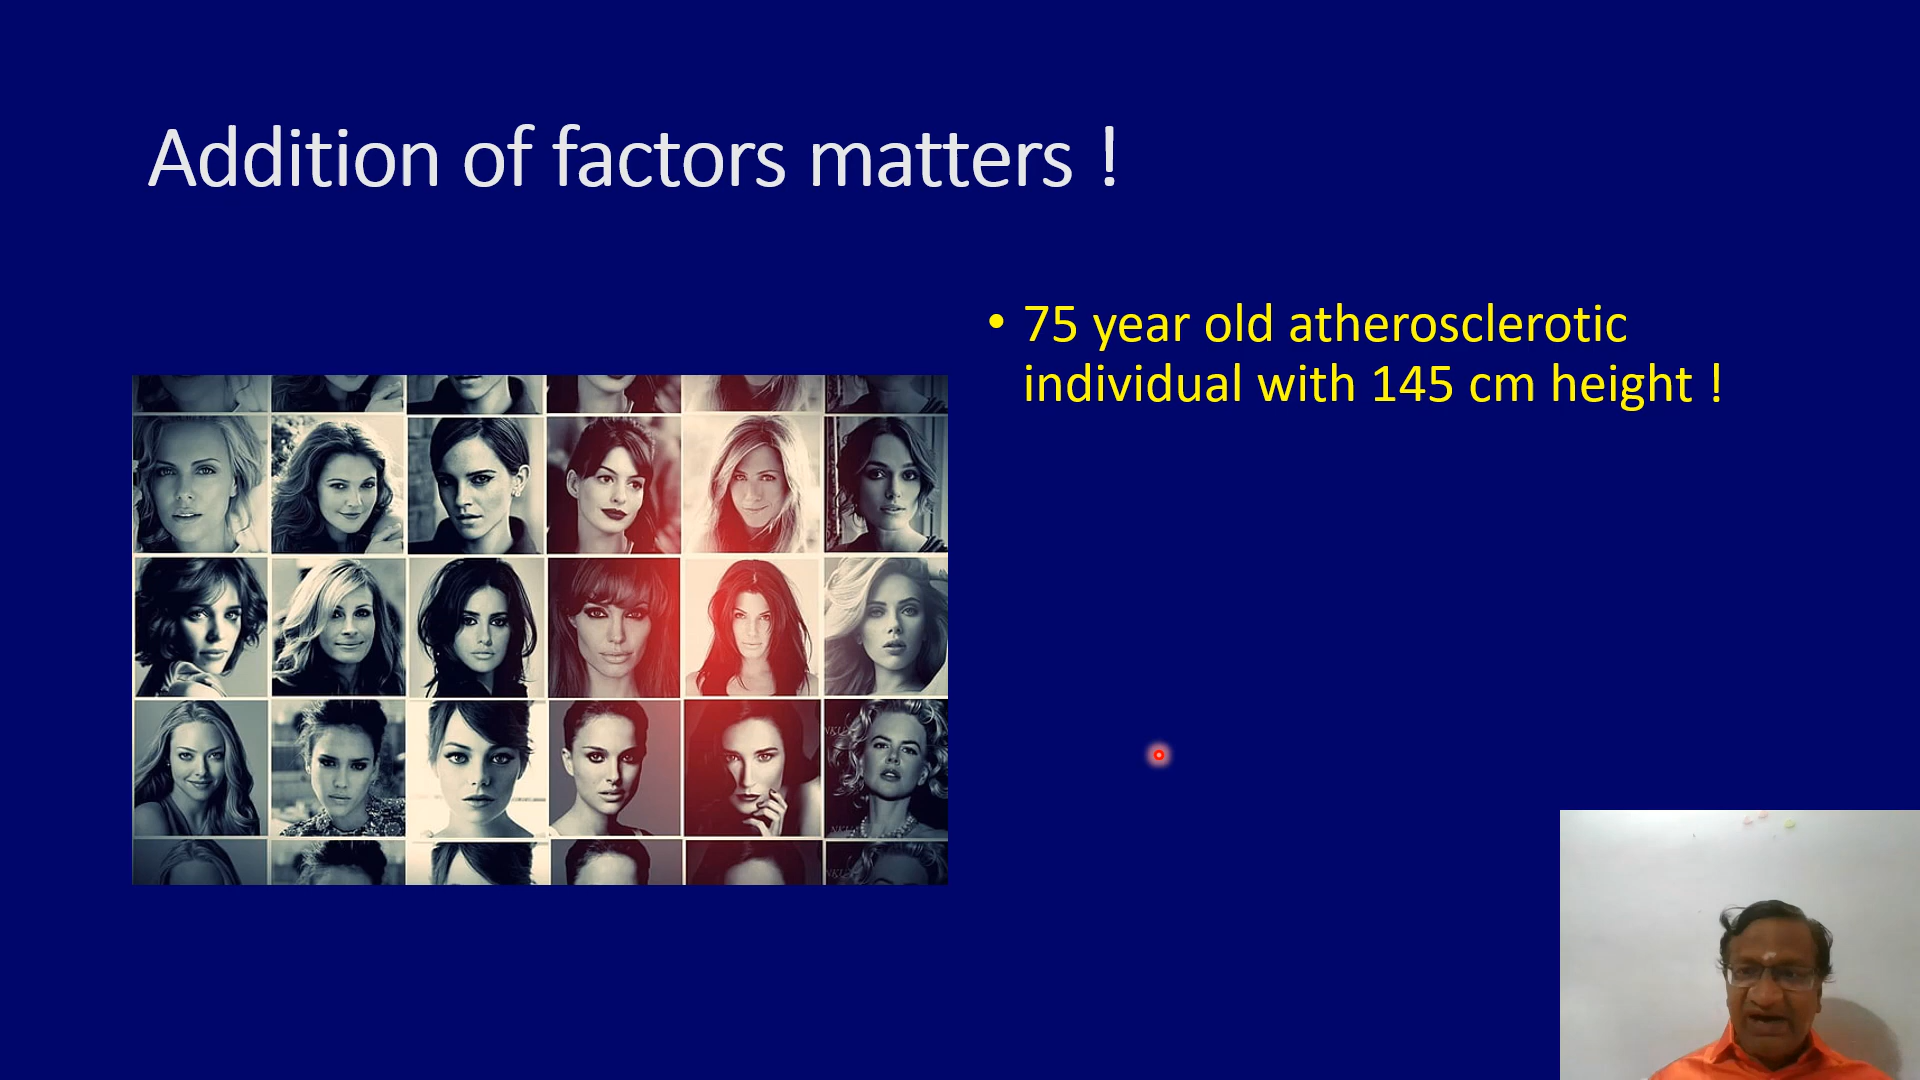 Addition of factors matters !
• 75 year old atherosclerotic
individual with 145 cm height !